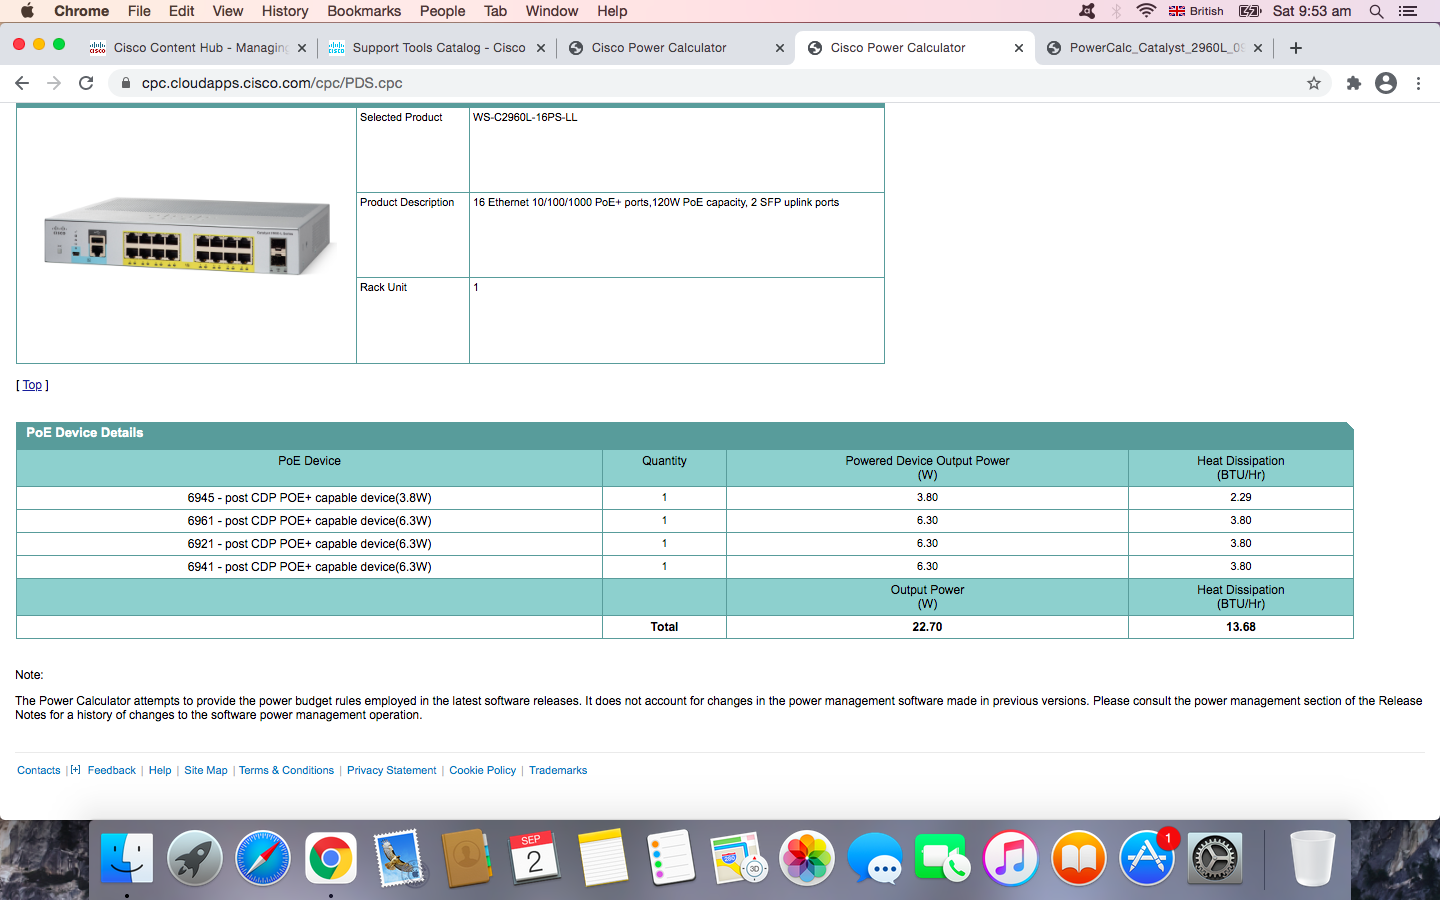 Chrome File Edit View History Bookmarks People Tab Window Help British Sat 9:53 am
Cisco Content Hub - Managing Support Tools Catalog - Cisco Cisco Power Calculator Cisco Power Calculator PowerCalc_Catalyst_2960L_09
cpc.cloudapps.cisco.com/cpc/PDS.cpc
Selected Product WS-C2960L-16PS-LL
Product Description 16 Ethernet 10/100/1000 PoE+ ports,120W PoE capacity, 2 SFP uplink ports
Rack Unit 1
[ Top ]
PoE Device Details
PoE Device Quantity Powered Device Output Power Heat Dissipation
(W) (BTU/Hr)
6945 - post CDP POE+ capable device(3.8W) 1 3.80 2.29
6961 - post CDP POE+ capable device(6.3W) 1 6.30 3.80
6921 - post CDP POE+ capable device(6.3W) 1 6.30 3.80
6941 - post CDP POE+ capable device(6.3W) 1 6.30 3.80
Output Power Heat Dissipation
(W) (BTU/Hr)
Total 22.70 13.68
Note:
The Power Calculator attempts to provide the power budget rules employed in the latest software releases. It does not account for changes in the power management software made in previous versions. Please consult the power management section of the Release
Notes for a history of changes to the software power management operation.
Contacts | [+] Feedback | Help | Site Map | Terms & Conditions | Privacy Statement | Cookie Policy | Trademarks
SEP
2
280
3D
1